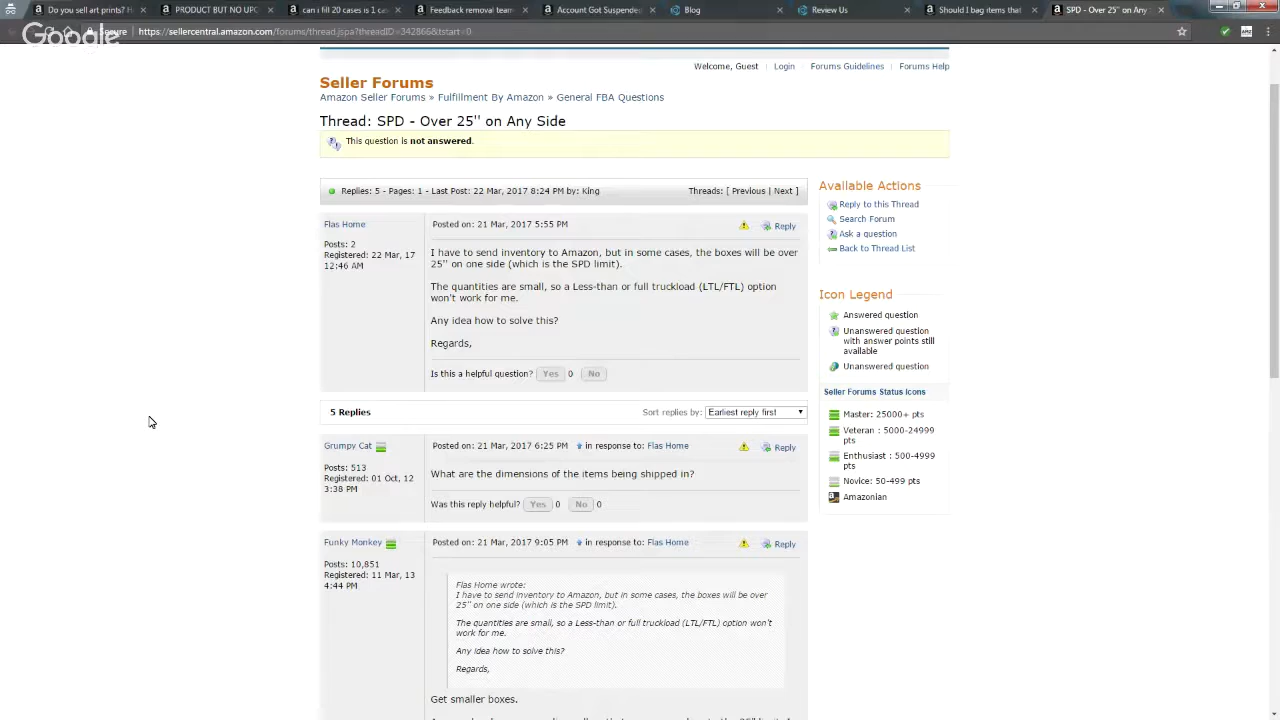 Do you sell art prints? H
PRODUCT BUT NO UPC
can i fill 20 cases is 1 ca
Feedback removal team
Account Got Suspende
Blog
Review Us
Should I bag items that
SPD - Over 25" on Any
Google
Secure
https://sellercentral.amazon.com/forums/thread.jspa?threadID=342866&tstart=0
Welcome, Guest
Login
Forums Guidelines
Forums Help
Seller Forums
Amazon Seller Forums » Fulfillment By Amazon » General FBA Questions
Thread: SPD - Over 25" on Any Side
This question is not answered.
Replies: 5 - Pages: 1 - Last Post: 22 Mar, 2017 8:24 PM by: King
Threads: [ Previous | Next ]
Flas Home
Posts: 2
Registered: 22 Mar, 17
12:46 AM
Posted on: 21 Mar, 2017 5:55 PM
Reply
I have to send inventory to Amazon, but in some cases, the boxes will be over
25" on one side (which is the SPD limit).
The quantities are small, so a Less-than or full truckload (LTL/FTL) option
won't work for me.
Any idea how to solve this?
Regards,
Is this a helpful question? Yes 0 No
5 Replies
Sort replies by: Earliest reply first
Grumpy Cat
Posts: 513
Registered: 01 Oct, 12
3:38 PM
Posted on: 21 Mar, 2017 6:25 PM in response to: Flas Home
Reply
What are the dimensions of the items being shipped in?
Was this reply helpful? Yes 0 No 0
Funky Monkey
Posts: 10,851
Registered: 11 Mar, 13
4:44 PM
Posted on: 21 Mar, 2017 9:05 PM in response to: Flas Home
Reply
Flas Home wrote:
I have to send inventory to Amazon, but in some cases, the boxes will be over
25" on one side (which is the SPD limit).
The quantities are small, so a Less-than or full truckload (LTL/FTL) option won't
work for me.
Any idea how to solve this?
Regards,
Get smaller boxes.
Available Actions
Reply to this Thread
Search Forum
Ask a question
Back to Thread List
Icon Legend
Answered question
Unanswered question
with answer points still
available
Unanswered question
Seller Forums Status Icons
Master: 25000+ pts
Veteran : 5000-24999
pts
Enthusiast : 500-4999
pts
Novice: 50-499 pts
Amazonian